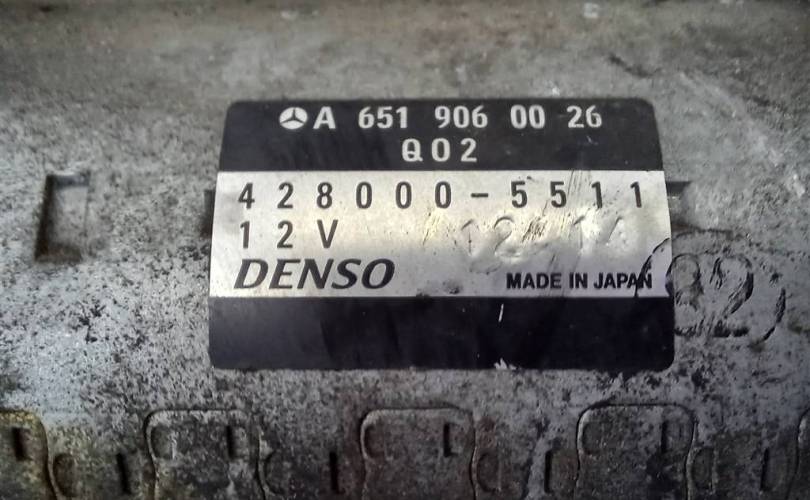 A 651 906 00 26
Q02
428000-5511
12V
DENSO
MADE IN JAPAN